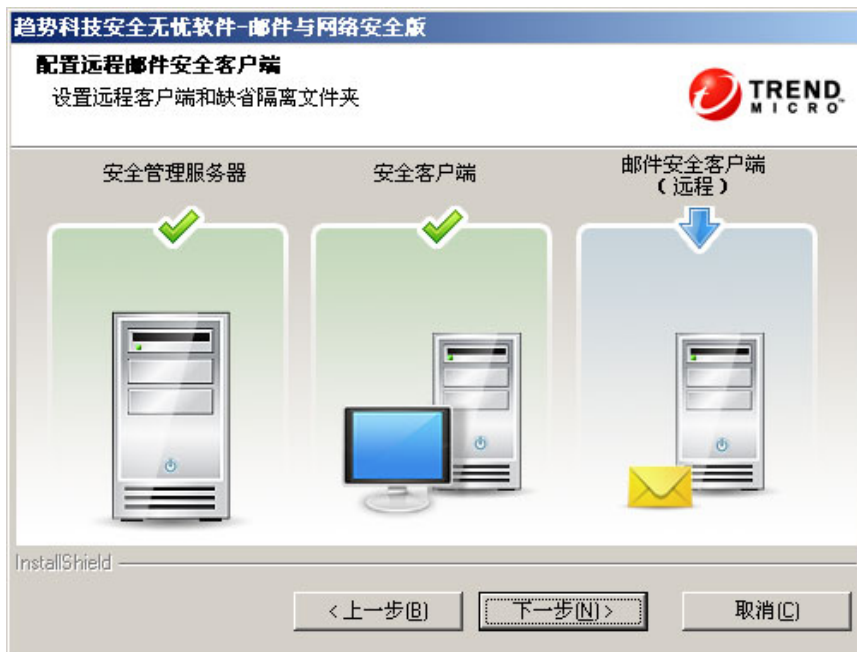 趋势科技安全无忧软件-邮件与网络安全版
配置远程邮件安全客户端
设置远程客户端和缺省隔离文件夹
TREND
MICRO
安全管理服务器
安全客户端
邮件安全客户端
(远程)
InstallShield
<上一步(B)
下一步(N)>
取消(C)